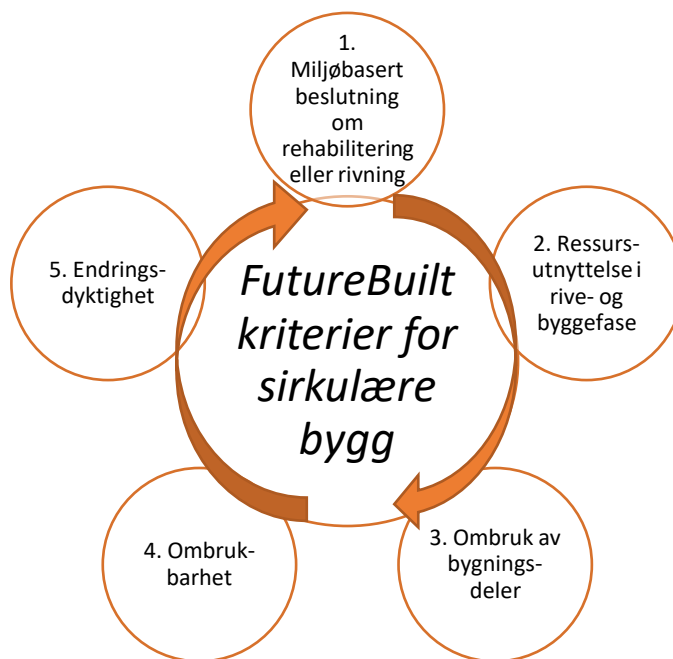 1.
Miljøbasert
beslutning
om
rehabilitering
eller rivning
2. Ressurs-
utnyttelse i
rive- og
byggefase
3. Ombruk av
bygnings-
deler
4. Ombruk-
barhet
5. Endrings-
dyktighet
FutureBuilt
kriterier for
sirkulære
bygg